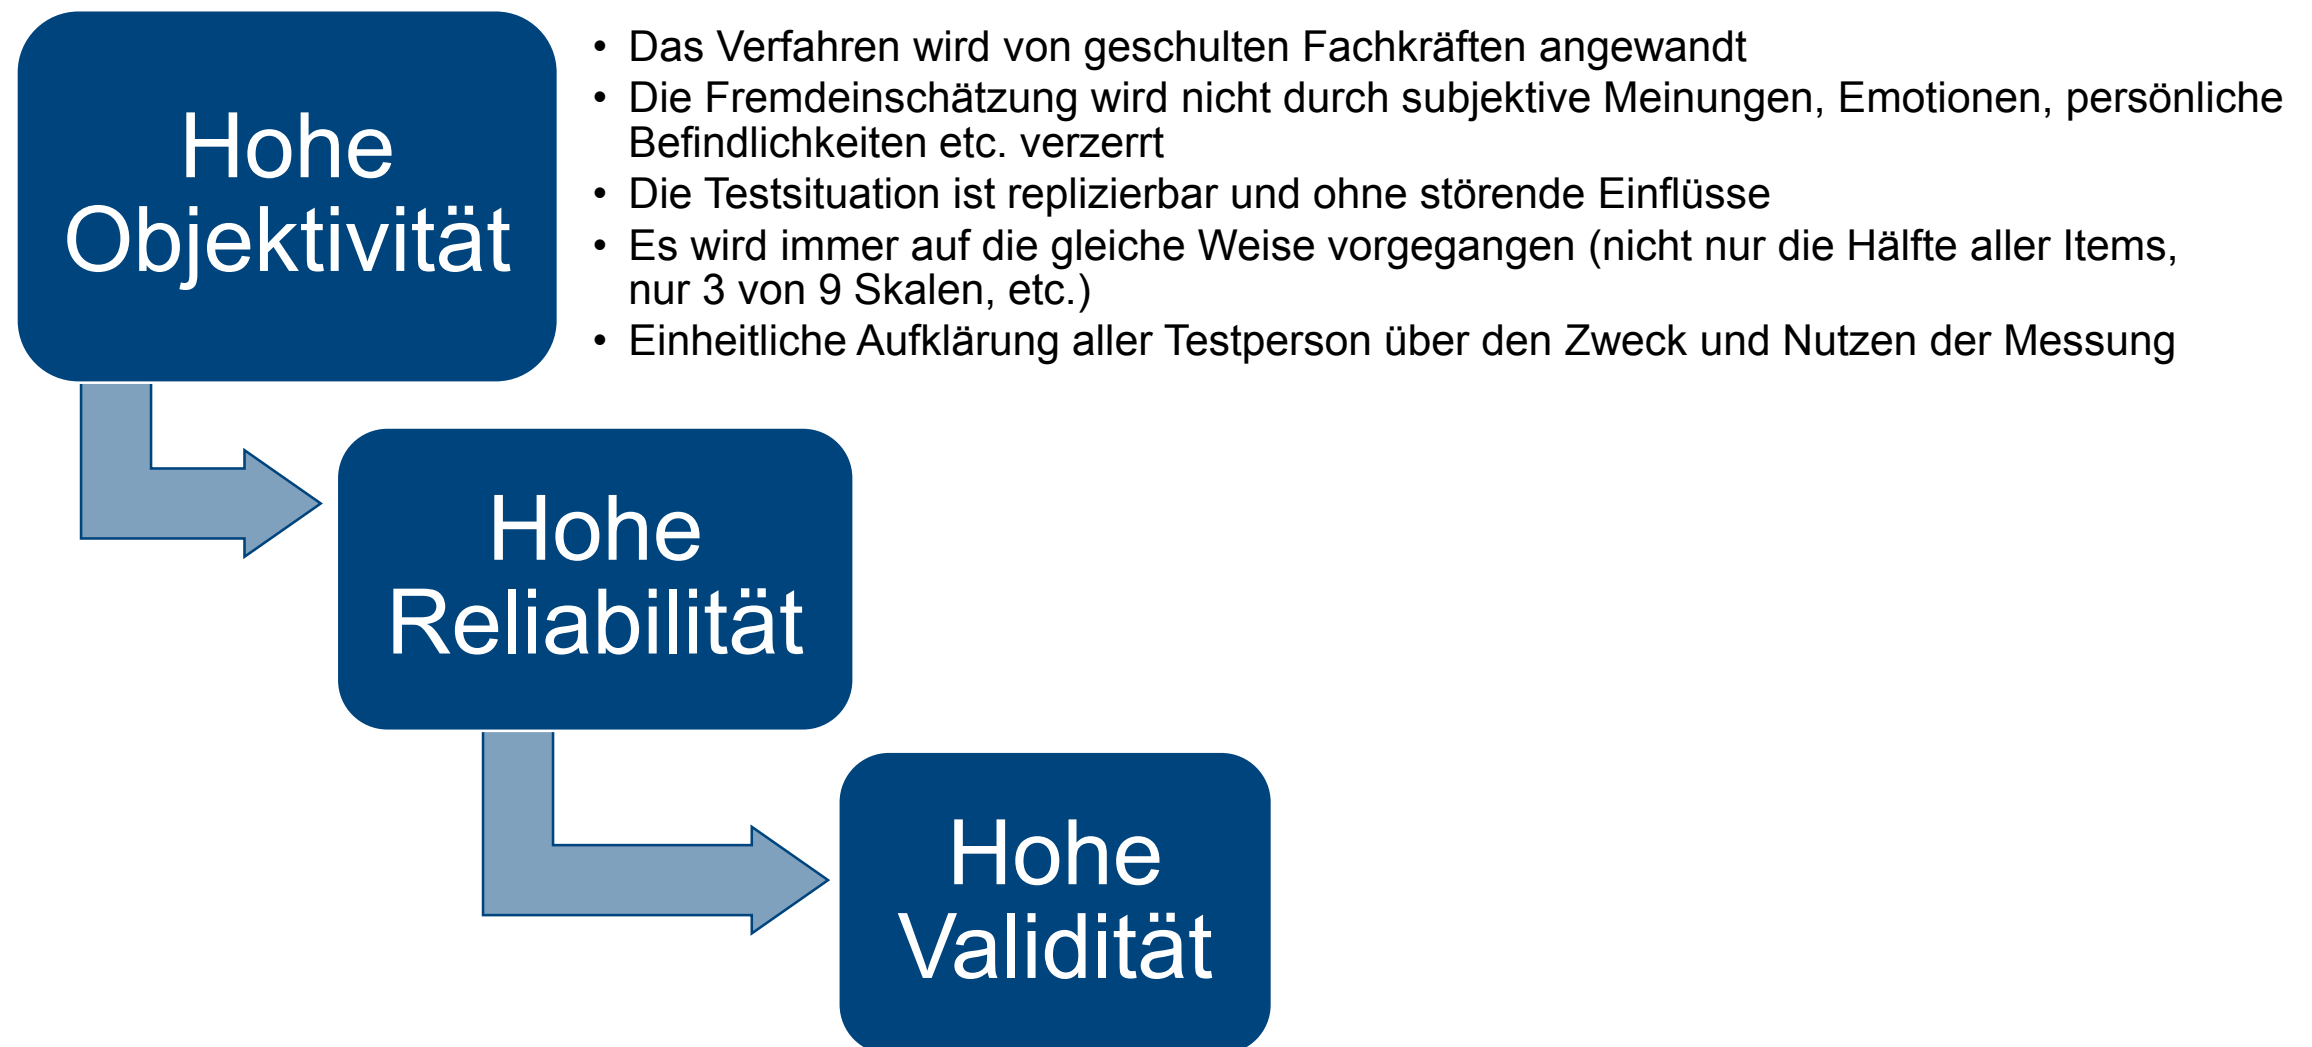 Hohe
Objektivität
• Das Verfahren wird von geschulten Fachkräften angewandt
• Die Fremdeinschätzung wird nicht durch subjektive Meinungen, Emotionen, persönliche
Befindlichkeiten etc. verzerrt
• Die Testsituation ist replizierbar und ohne störende Einflüsse
• Es wird immer auf die gleiche Weise vorgegangen (nicht nur die Hälfte aller Items,
nur 3 von 9 Skalen, etc.)
• Einheitliche Aufklärung aller Testperson über den Zweck und Nutzen der Messung
Hohe
Reliabilität
Hohe
Validität